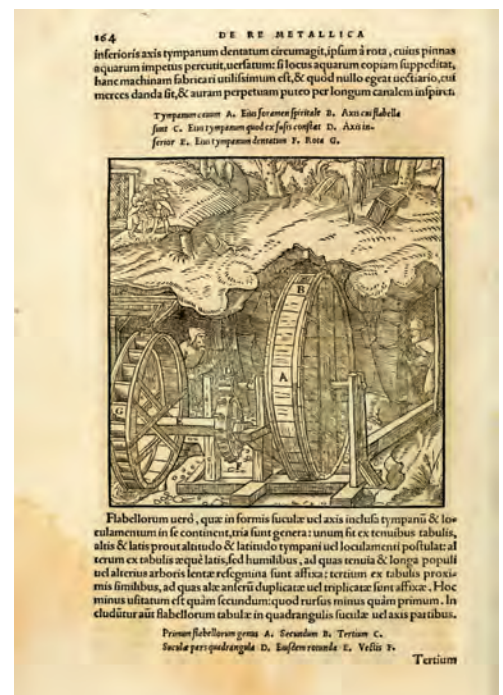 164 DE RE METALLICA
inferioris axis tympanum dentatum circumagit, ipsum à rota, cuius pinnas
aquarum impetus percutit, uersatum: si locus aquarum copiam suppeditat,
hanc machinam fabricari utilissimum est, & quòd nullo egeat uectiario, cui
merces danda sit, & auram perpetuam puteo per longum canalem inspiret.
Tympanum cauum A. Eius foramen spiritale B. Axis cui flabella
sunt C. Eius tympanum quod ex fusis constat D. Axis in-
ferior E. Eius tympanum dentatum F. Rota G.
B
A
G
F
Flabellorum uerò, quæ in formis suculæ uel axis inclusa tympanū & lo-
culamentum in se continent, tria sunt genera: unum fit ex tenuibus tabulis,
altis & latis prout altitudo & latitudo tympani uel loculamenti postulat: al
terum ex tabulis æquè latis, sed humilibus, ad quas tenuia & longa populi
uel alterius arboris lentæ resegmina sunt affixa: tertium ex tabulis proxi-
mis similibus, ad quas alæ anserū duplicatæ uel triplicatæ sunt affixæ. Hoc
minus usitatum est quàm secundum: quod rursus minus quàm primum. In
cludūtur aūt flabellorum tabulæ in quadrangulis suculæ uel axis partibus.
Primum flabellorum genus A. Secundum B. Tertium C.
Suculæ pars quadrangula D. Eiusdem rotunda E. Vectis F.
Tertium